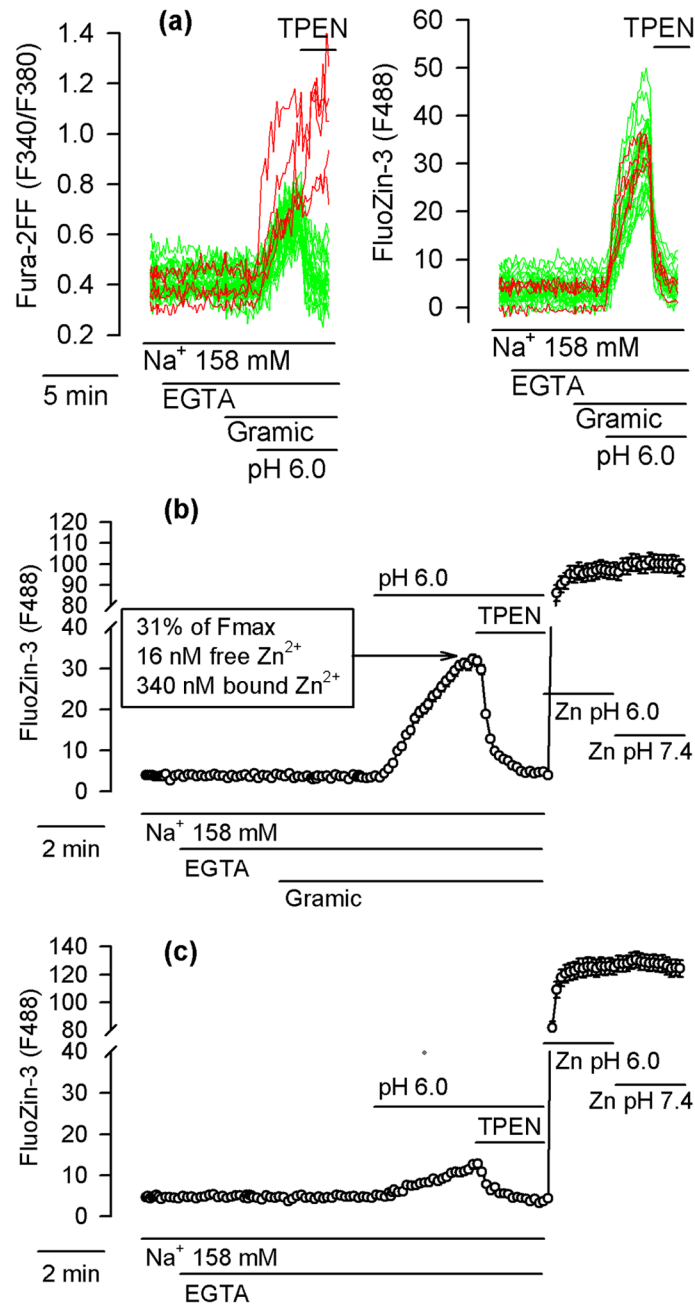 (a)
TPEN
1.4
1.2
1.0
0.8
0.6
0.4
0.2
Fura-2FF (F340/F380)
Na⁺ 158 mM
5 min
EGTA
Gramic
pH 6.0
TPEN
60
50
40
30
20
10
0
FluoZin-3 (F488)
Na⁺ 158 mM
EGTA
Gramic
pH 6.0
(b)
120
110
100
90
80
40
30
20
10
0
FluoZin-3 (F488)
pH 6.0
TPEN
31% of Fmax
16 nM free Zn²⁺
340 nM bound Zn²⁺
Zn pH 6.0
Zn pH 7.4
2 min
Na⁺ 158 mM
EGTA
Gramic
(c)
140
120
100
80
40
30
20
10
0
FluoZin-3 (F488)
pH 6.0
TPEN
Zn pH 6.0
Zn pH 7.4
2 min
Na⁺ 158 mM
EGTA